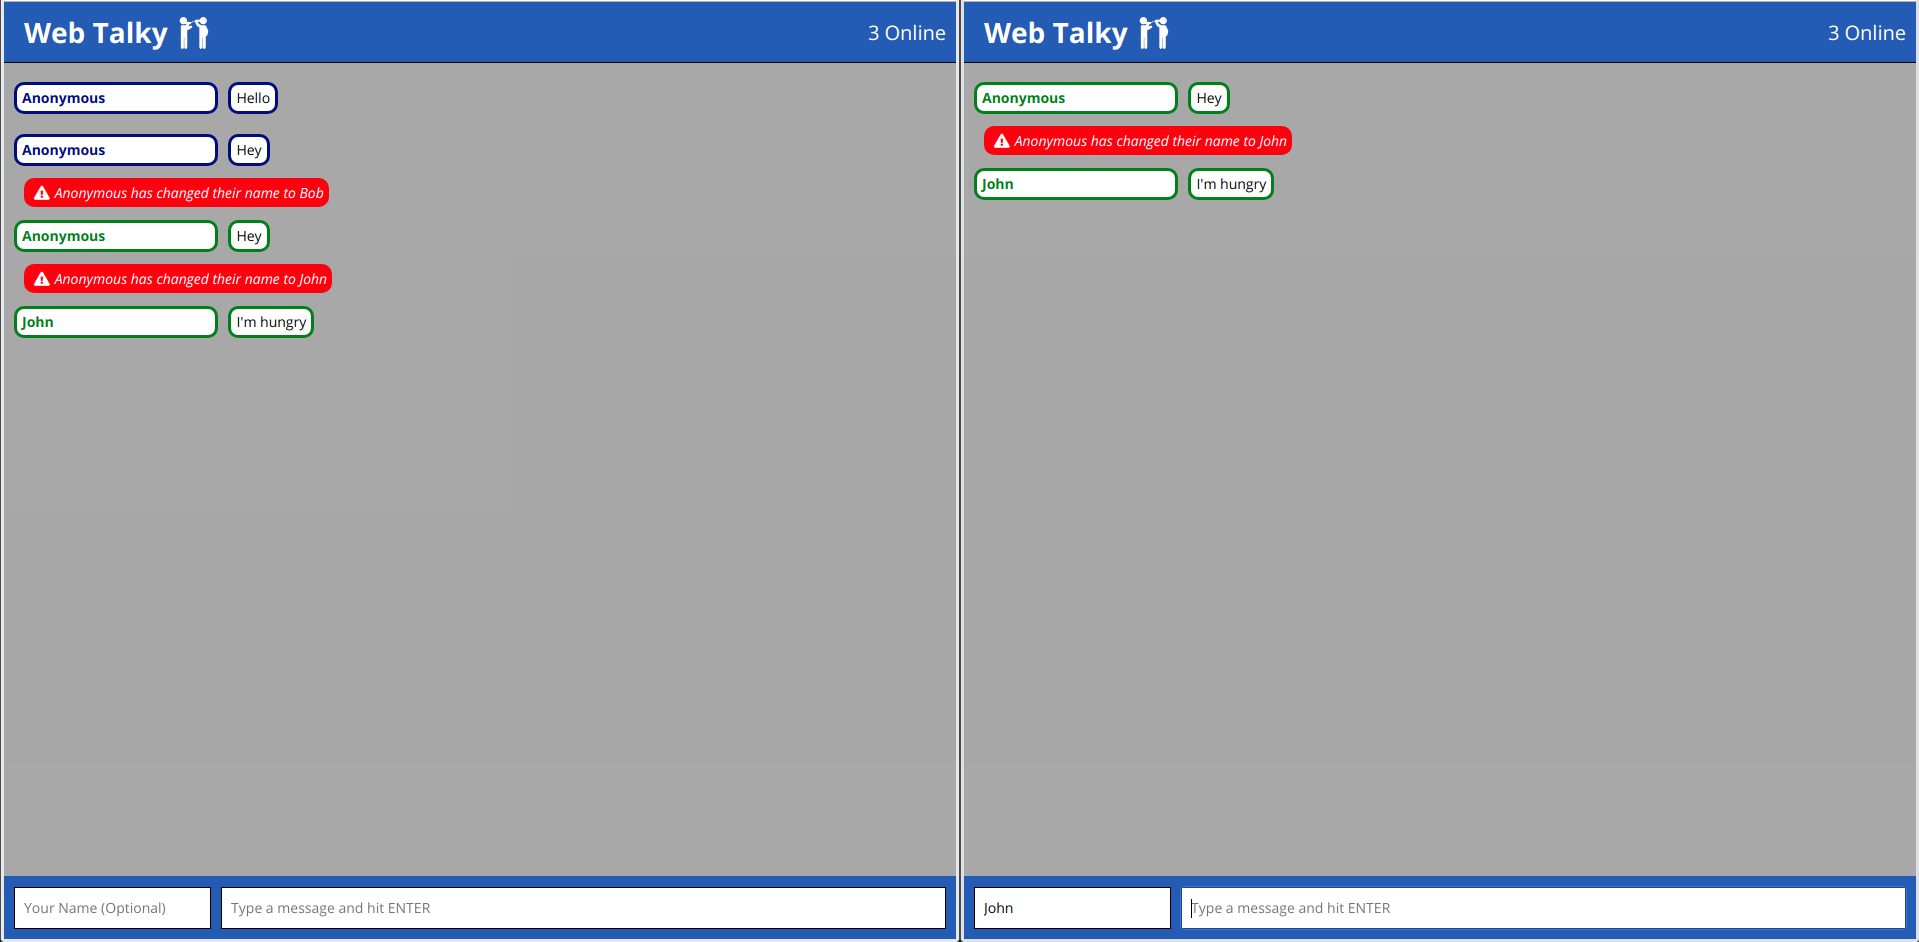 Web Talky
3 Online
Anonymous Hello
Anonymous Hey
Anonymous has changed their name to Bob
Anonymous Hey
Anonymous has changed their name to John
John I'm hungry
Your Name (Optional) Type a message and hit ENTER
Web Talky
3 Online
Anonymous Hey
Anonymous has changed their name to John
John I'm hungry
John Type a message and hit ENTER